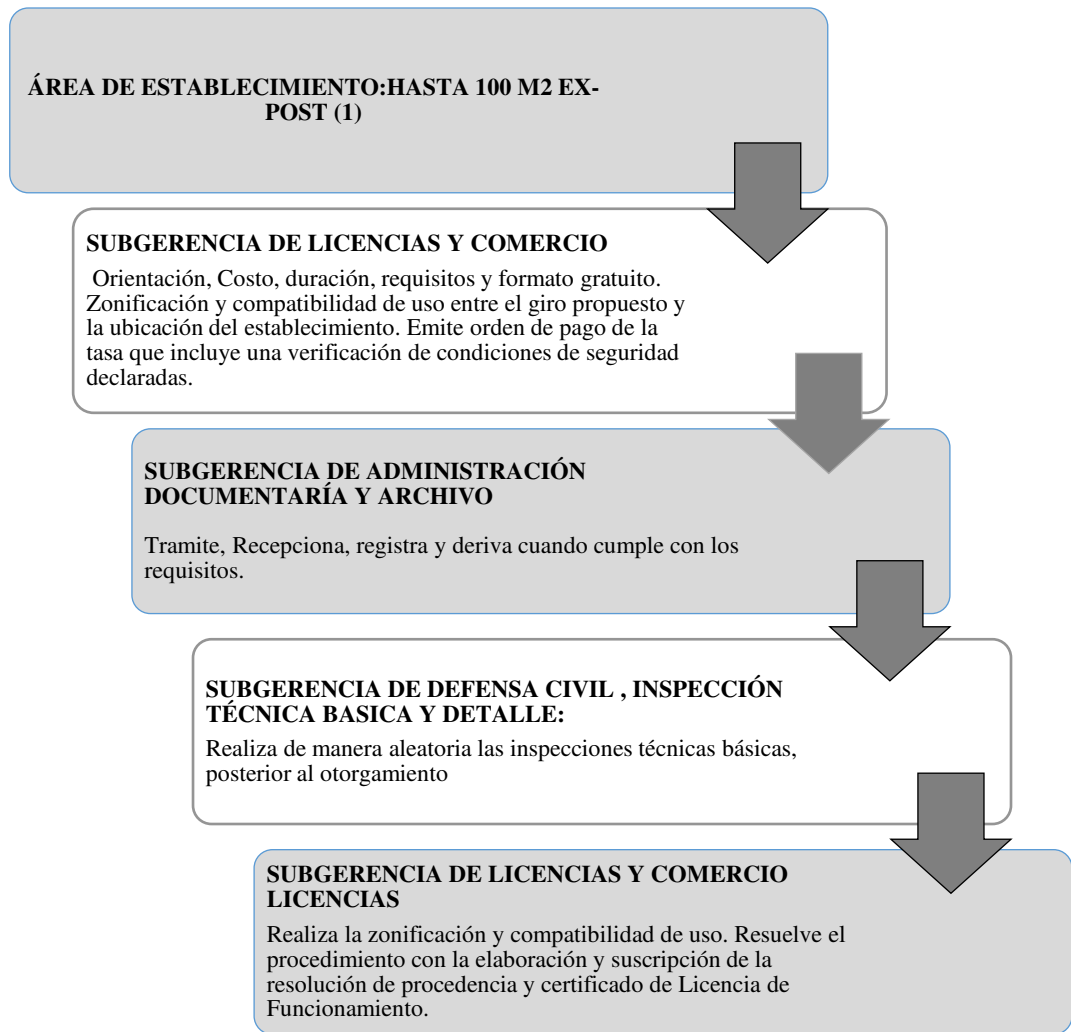 ÁREA DE ESTABLECIMIENTO:HASTA 100 M2 EX-
POST (1)
SUBGERENCIA DE LICENCIAS Y COMERCIO
Orientación, Costo, duración, requisitos y formato gratuito.
Zonificación y compatibilidad de uso entre el giro propuesto y
la ubicación del establecimiento. Emite orden de pago de la
tasa que incluye una verificación de condiciones de seguridad
declaradas.
SUBGERENCIA DE ADMINISTRACIÓN
DOCUMENTARÍA Y ARCHIVO
Tramite, Recepciona, registra y deriva cuando cumple con los
requisitos.
SUBGERENCIA DE DEFENSA CIVIL , INSPECCIÓN
TÉCNICA BASICA Y DETALLE:
Realiza de manera aleatoria las inspecciones técnicas básicas,
posterior al otorgamiento
SUBGERENCIA DE LICENCIAS Y COMERCIO
LICENCIAS
Realiza la zonificación y compatibilidad de uso. Resuelve el
procedimiento con la elaboración y suscripción de la
resolución de procedencia y certificado de Licencia de
Funcionamiento.